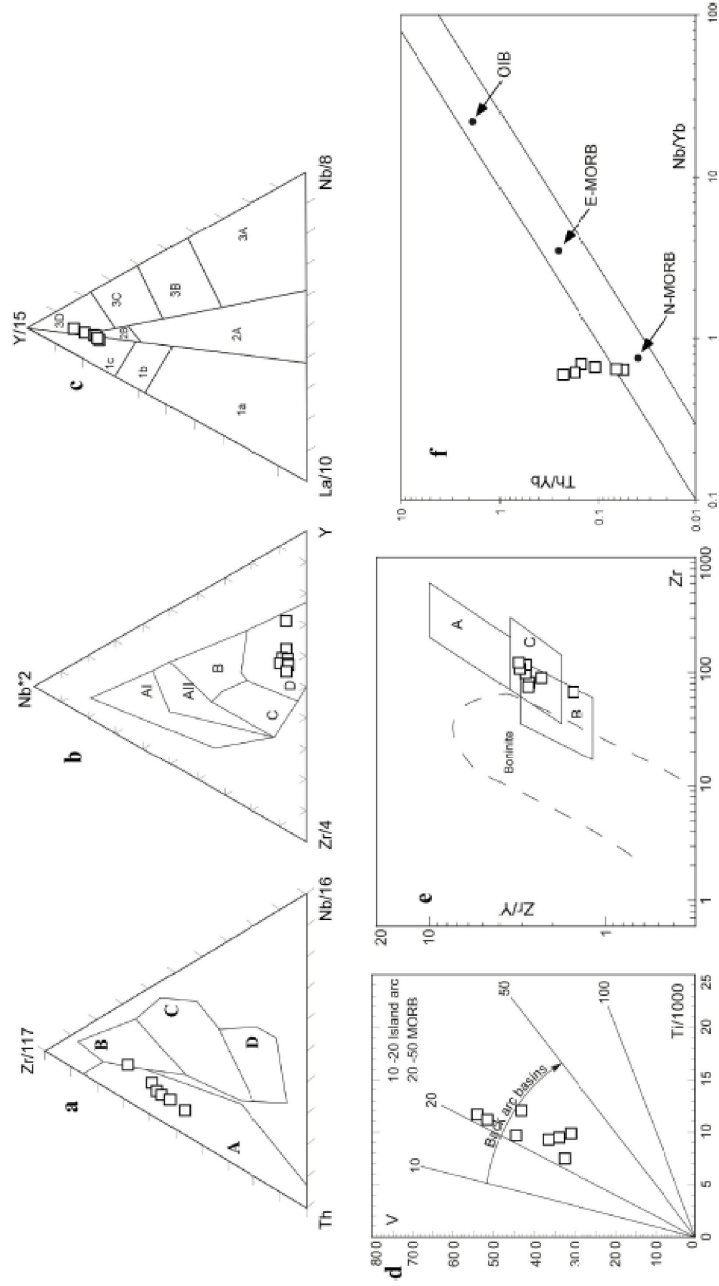 a
Zr/117
Th
Nb/16
A
B
C
D
b
Nb*2
Zr/4
Y
AI
AII
B
C
D
c
Y/15
La/10
Nb/8
3D
3C
3B
3A
2B
2A
1c
1b
1a
d
V
800
700
600
500
400
300
200
100
0
0 5 10 15 20 25
Ti/1000
10
20
50
100
Back arc basins
10 -20 Island arc
20 -50 MORB
e
Zr/Y
20
10
1
1 10 100 1000
Zr
A
B
C
Boninite
f
Th/Yb
10
1
0.1
0.01
0.1 1 10 100
Nb/Yb
N-MORB
E-MORB
OIB